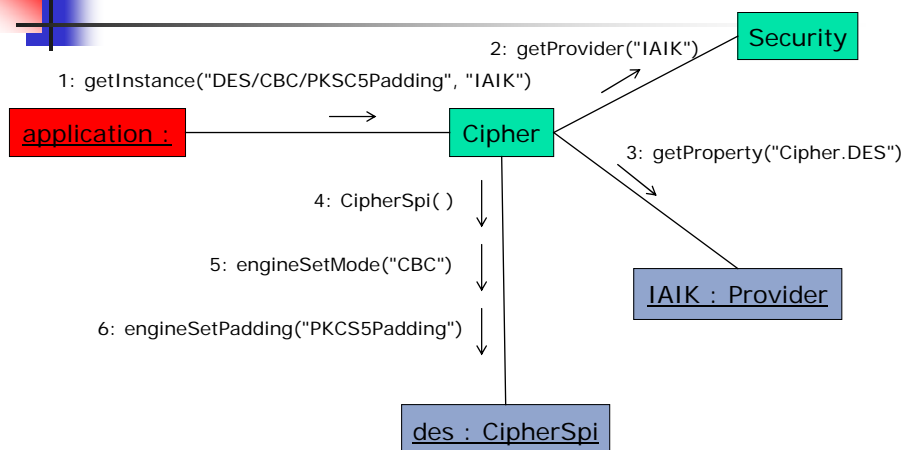 Security
2: getProvider("IAIK")
1: getInstance("DES/CBC/PKSC5Padding", "IAIK")
application :
Cipher
3: getProperty("Cipher.DES")
4: CipherSpi( )
5: engineSetMode("CBC")
IAIK : Provider
6: engineSetPadding("PKCS5Padding")
des : CipherSpi